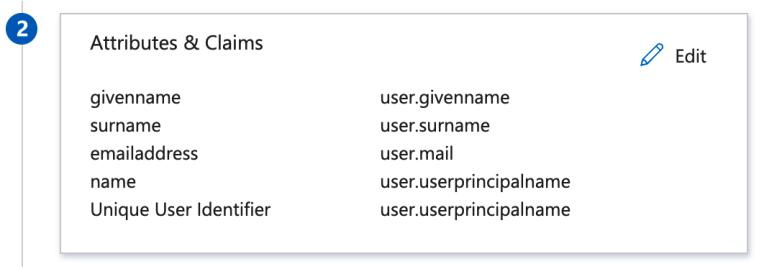 2
Attributes & Claims
Edit
givenname user.givenname
surname user.surname
emailaddress user.mail
name user.userprincipalname
Unique User Identifier user.userprincipalname